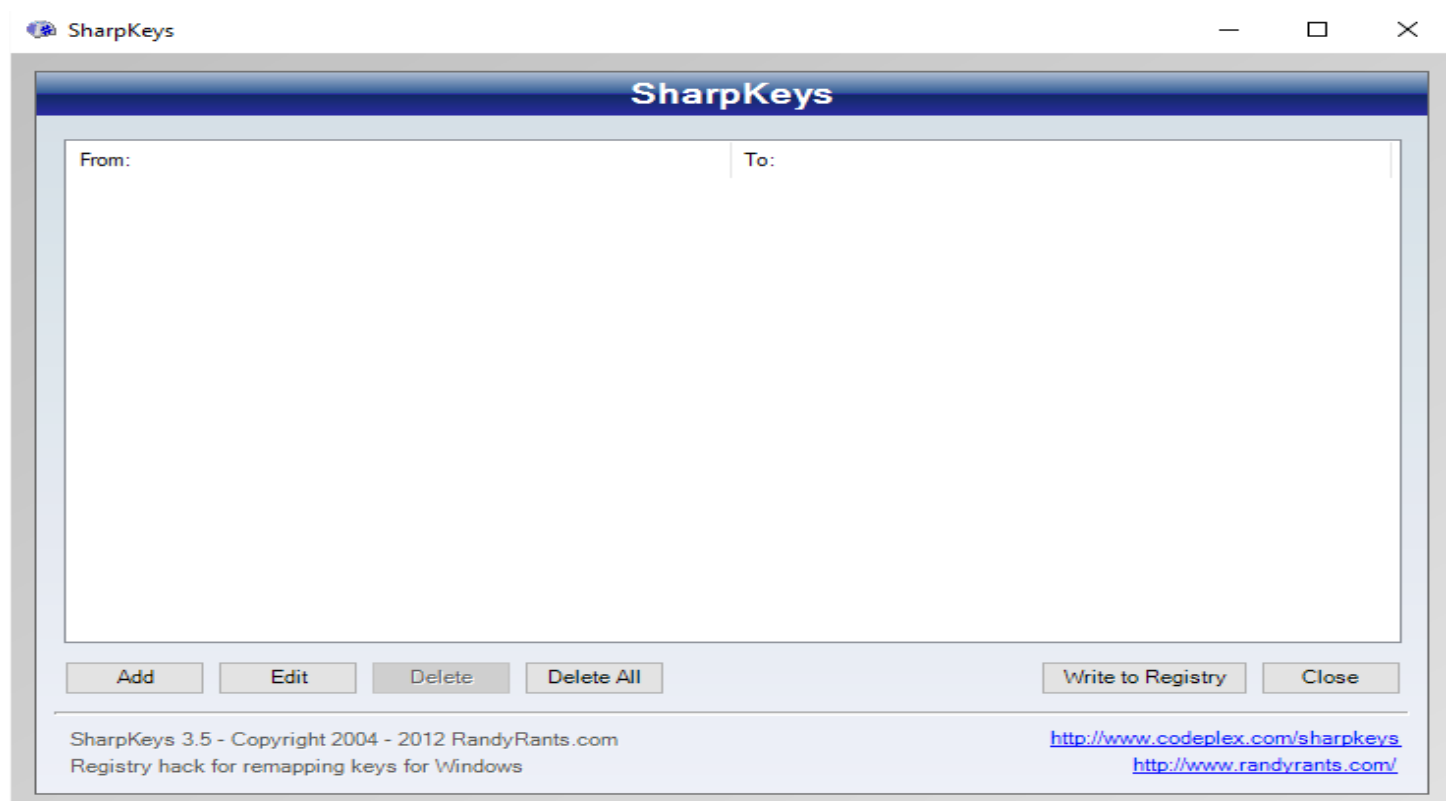 SharpKeys
SharpKeys
From: To:
Add Edit Delete Delete All Write to Registry Close
SharpKeys 3.5 - Copyright 2004 - 2012 RandyRants.com http://www.codeplex.com/sharpkeys
Registry hack for remapping keys for Windows http://www.randyrants.com/